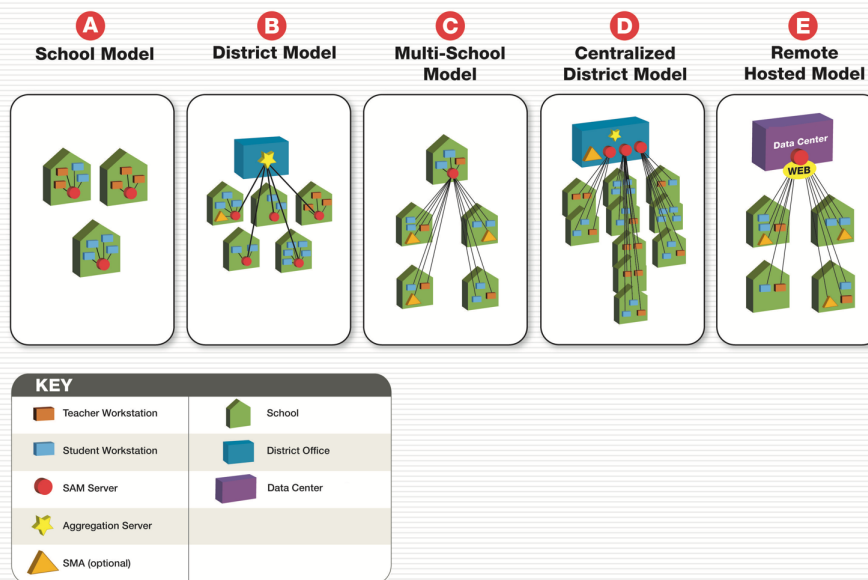 A
School Model
B
District Model
C
Multi-School
Model
D
Centralized
District Model
E
Remote
Hosted Model
Data Center
WEB
KEY
Teacher Workstation
School
Student Workstation
District Office
SAM Server
Data Center
Aggregation Server
SMA (optional)